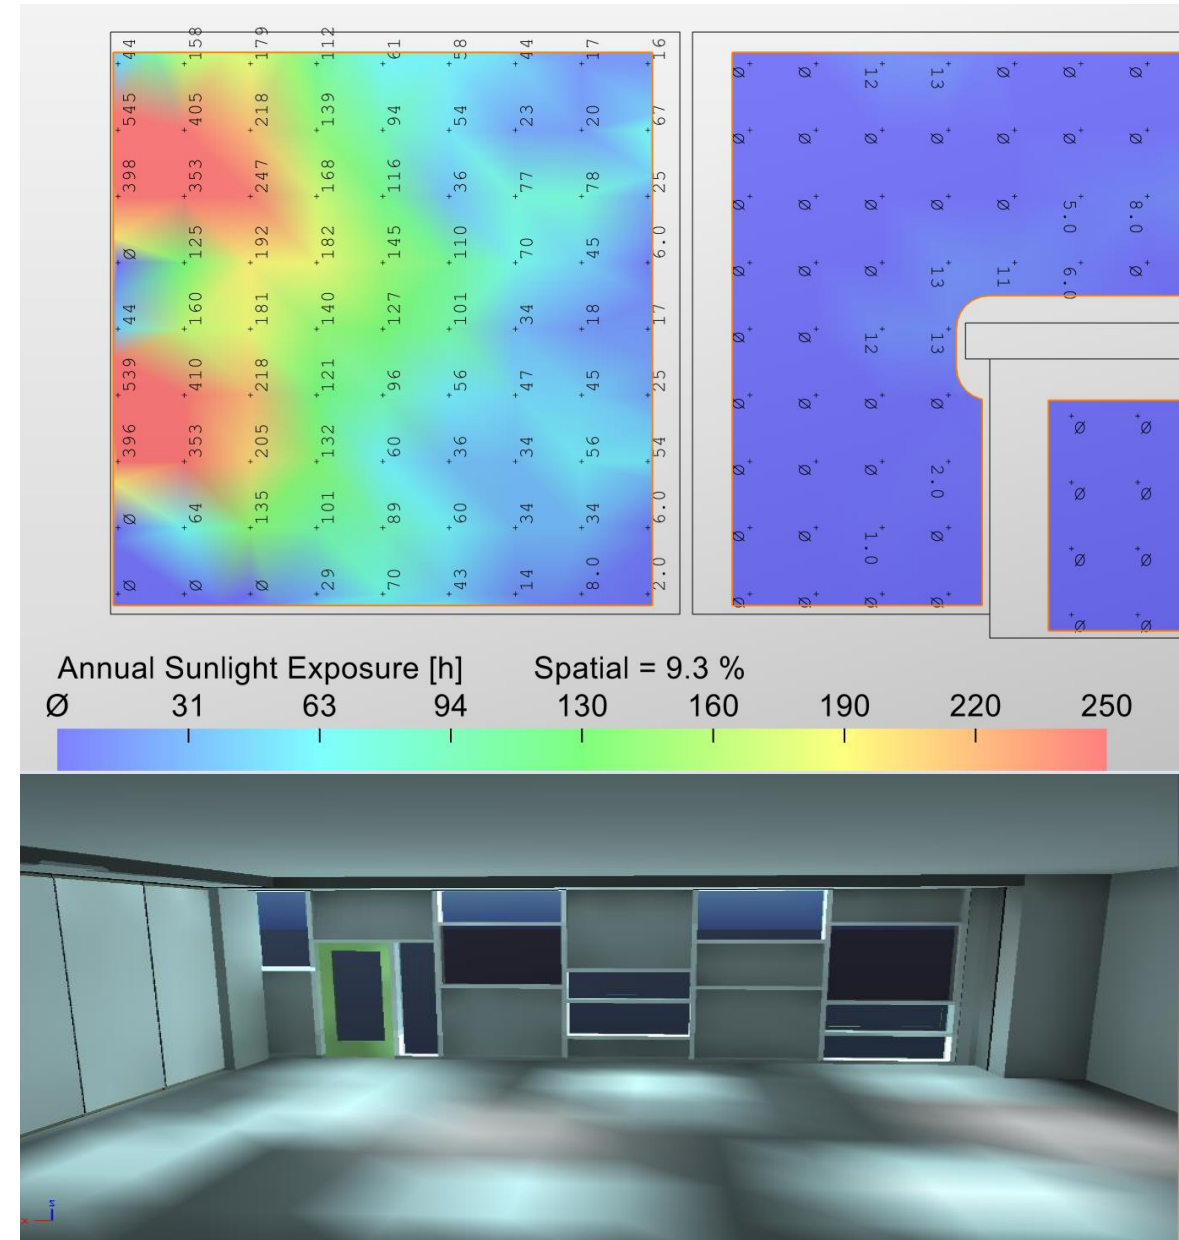 44 158 179 112 61 58 44 17 16 Ø Ø 12 13 Ø Ø Ø
545 405 218 139 94 54 23 20 67 Ø Ø Ø Ø Ø Ø Ø
398 353 247 168 116 36 77 78 25 Ø Ø Ø Ø Ø 5.0 8.0
Ø 125 192 182 145 110 70 45 6.0 Ø Ø Ø 13 11 6.0 Ø
44 160 181 140 127 101 34 18 17 Ø Ø 12 13
539 410 218 121 96 56 47 45 25 Ø Ø Ø Ø Ø Ø
396 353 205 132 60 36 34 56 54 Ø Ø Ø 2.0 Ø Ø
Ø 64 135 101 89 60 34 34 6.0 Ø Ø 1.0 Ø Ø Ø
Ø Ø Ø 29 70 43 14 8.0 2.0 Ø Ø Ø Ø Ø Ø
Annual Sunlight Exposure [h] Spatial = 9.3 %
Ø 31 63 94 130 160 190 220 250
z
x